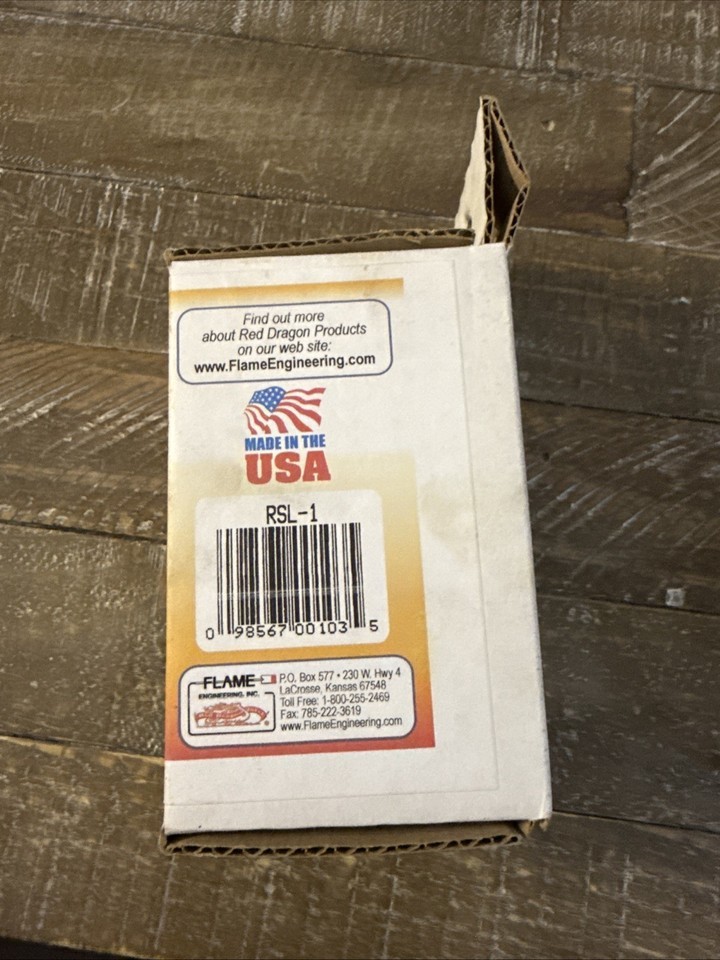 Find out more
about Red Dragon Products
on our web site:
www.FlameEngineering.com
MADE IN THE
USA
RSL-1
0 98567 00103 5
FLAME
ENGINEERING, INC.
P.O. Box 577 • 230 W. Hwy 4
LaCrosse, Kansas 67548
Toll Free: 1-800-255-2469
Fax: 785-222-3619
www.FlameEngineering.com